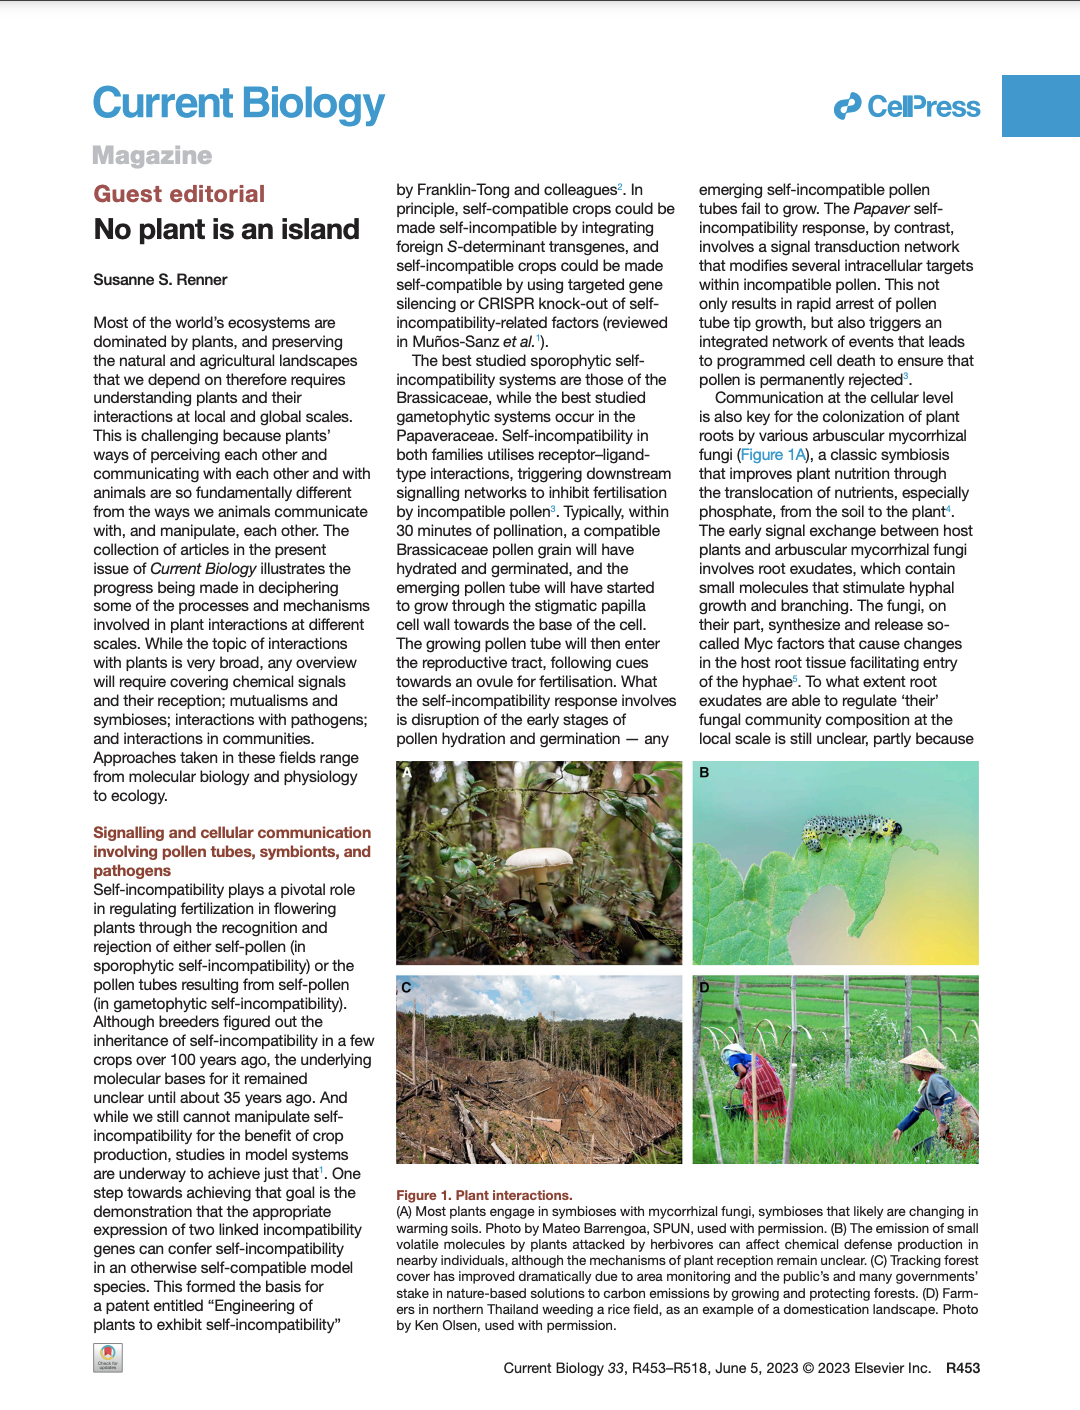 Current Biology
CellPress
Magazine
Guest editorial
No plant is an island
Susanne S. Renner
Most of the world's ecosystems are
dominated by plants, and preserving
the natural and agricultural landscapes
that we depend on therefore requires
understanding plants and their
interactions at local and global scales.
This is challenging because plants'
ways of perceiving each other and
communicating with each other and with
animals are so fundamentally different
from the ways we animals communicate
with, and manipulate, each other. The
collection of articles in the present
issue of Current Biology illustrates the
progress being made in deciphering
some of the processes and mechanisms
involved in plant interactions at different
scales. While the topic of interactions
with plants is very broad, any overview
will require covering chemical signals
and their reception; mutualisms and
symbioses; interactions with pathogens;
and interactions in communities.
Approaches taken in these fields range
from molecular biology and physiology
to ecology.
Signalling and cellular communication
involving pollen tubes, symbionts, and
pathogens
Self-incompatibility plays a pivotal role
in regulating fertilization in flowering
plants through the recognition and
rejection of either self-pollen (in
sporophytic self-incompatibility) or the
pollen tubes resulting from self-pollen
(in gametophytic self-incompatibility).
Although breeders figured out the
inheritance of self-incompatibility in a few
crops over 100 years ago, the underlying
molecular bases for it remained
unclear until about 35 years ago. And
while we still cannot manipulate self-
incompatibility for the benefit of crop
production, studies in model systems
are underway to achieve just that1. One
step towards achieving that goal is the
demonstration that the appropriate
expression of two linked incompatibility
genes can confer self-incompatibility
in an otherwise self-compatible model
species. This formed the basis for
a patent entitled “Engineering of
plants to exhibit self-incompatibility”
by Franklin-Tong and colleagues2. In
principle, self-compatible crops could be
made self-incompatible by integrating
foreign S-determinant transgenes, and
self-incompatible crops could be made
self-compatible by using targeted gene
silencing or CRISPR knock-out of self-
incompatibility-related factors (reviewed
in Muños-Sanz et al.1).
The best studied sporophytic self-
incompatibility systems are those of the
Brassicaceae, while the best studied
gametophytic systems occur in the
Papaveraceae. Self-incompatibility in
both families utilises receptor–ligand-
type interactions, triggering downstream
signalling networks to inhibit fertilisation
by incompatible pollen3. Typically, within
30 minutes of pollination, a compatible
Brassicaceae pollen grain will have
hydrated and germinated, and the
emerging pollen tube will have started
to grow through the stigmatic papilla
cell wall towards the base of the cell.
The growing pollen tube will then enter
the reproductive tract, following cues
towards an ovule for fertilisation. What
the self-incompatibility response involves
is disruption of the early stages of
pollen hydration and germination — any
emerging self-incompatible pollen
tubes fail to grow. The Papaver self-
incompatibility response, by contrast,
involves a signal transduction network
that modifies several intracellular targets
within incompatible pollen. This not
only results in rapid arrest of pollen
tube tip growth, but also triggers an
integrated network of events that leads
to programmed cell death to ensure that
pollen is permanently rejected3.
Communication at the cellular level
is also key for the colonization of plant
roots by various arbuscular mycorrhizal
fungi (Figure 1A), a classic symbiosis
that improves plant nutrition through
the translocation of nutrients, especially
phosphate, from the soil to the plant4.
The early signal exchange between host
plants and arbuscular mycorrhizal fungi
involves root exudates, which contain
small molecules that stimulate hyphal
growth and branching. The fungi, on
their part, synthesize and release so-
called Myc factors that cause changes
in the host root tissue facilitating entry
of the hyphae5. To what extent root
exudates are able to regulate ‘their’
fungal community composition at the
local scale is still unclear, partly because
A
B
C
D
Figure 1. Plant interactions.
(A) Most plants engage in symbioses with mycorrhizal fungi, symbioses that likely are changing in
warming soils. Photo by Mateo Barrengoa, SPUN, used with permission. (B) The emission of small
volatile molecules by plants attacked by herbivores can affect chemical defense production in
nearby individuals, although the mechanisms of plant reception remain unclear. (C) Tracking forest
cover has improved dramatically due to area monitoring and the public's and many governments'
stake in nature-based solutions to carbon emissions by growing and protecting forests. (D) Farm-
ers in northern Thailand weeding a rice field, as an example of a domestication landscape. Photo
by Ken Olsen, used with permission.
Check for
updates
Current Biology 33, R453–R518, June 5, 2023 © 2023 Elsevier Inc. R453